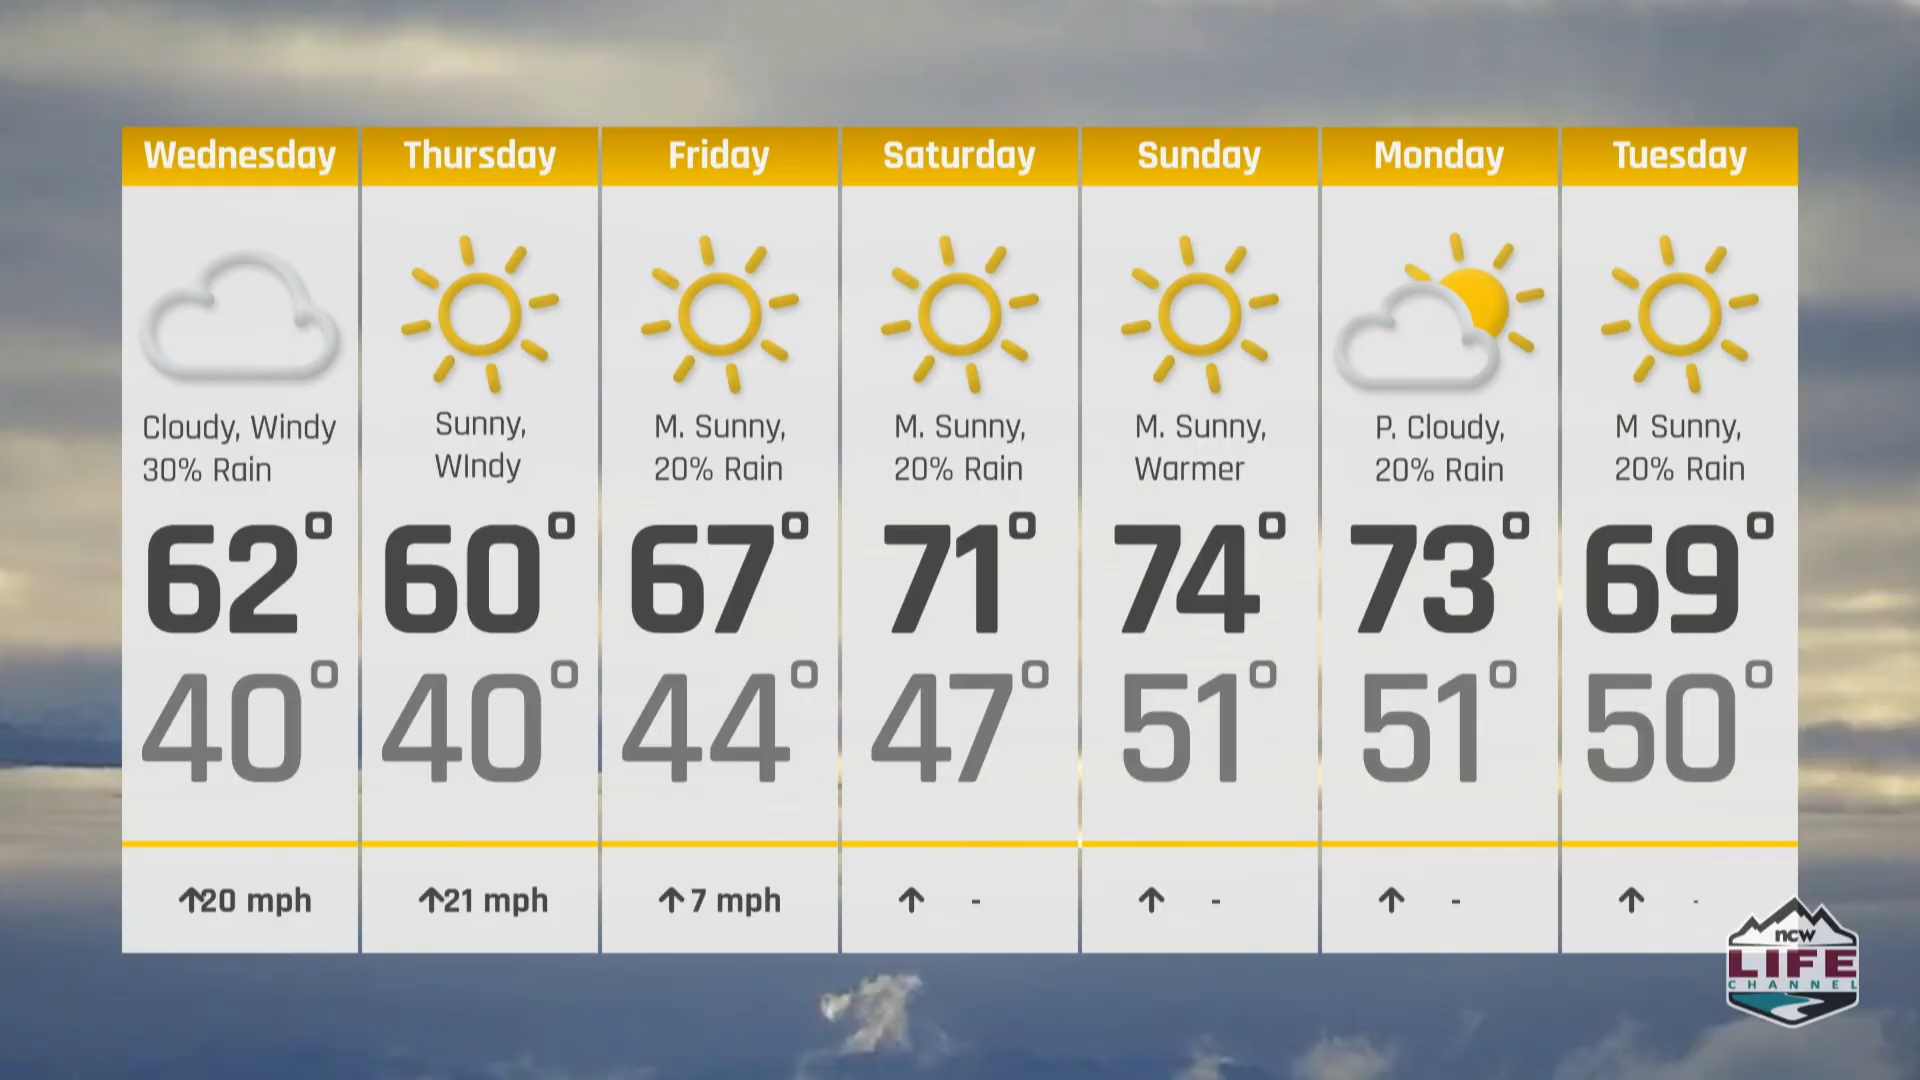 Wednesday
Cloudy, Windy
30% Rain
62°
40°
↑20 mph
Thursday
Sunny,
WIndy
60°
40°
↑21 mph
Friday
M. Sunny,
20% Rain
67°
44°
↑ 7 mph
Saturday
M. Sunny,
20% Rain
71°
47°
↑ -
Sunday
M. Sunny,
Warmer
74°
51°
↑ -
Monday
P. Cloudy,
20% Rain
73°
51°
↑ -
Tuesday
M Sunny,
20% Rain
69°
50°
↑ -
ncw
LIFE
CHANNEL